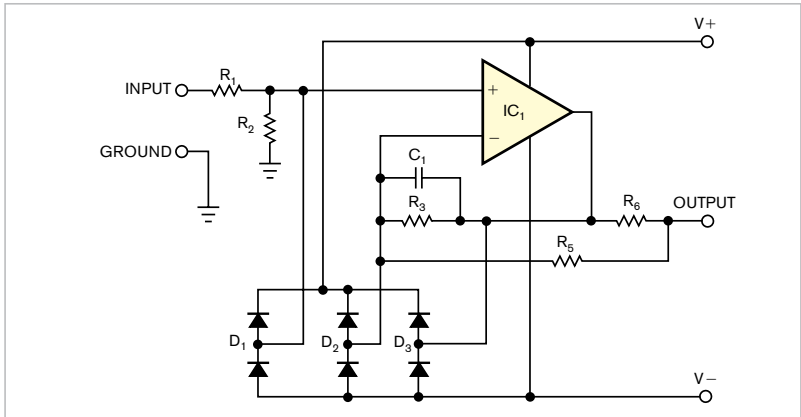 V+
INPUT
R1
+
IC1
R2
−
GROUND
C1
R3
R6
OUTPUT
R5
D1
D2
D3
V−